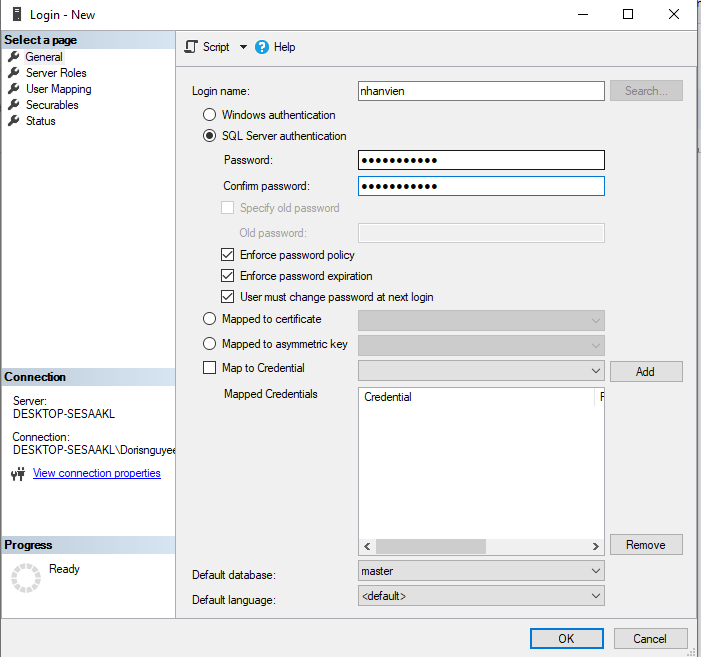 Login - New
Select a page
General
Server Roles
User Mapping
Securables
Status
Script
Help
Login name:
nhanvien
Search...
Windows authentication
SQL Server authentication
Password:
●●●●●●●●●●●
Confirm password:
●●●●●●●●●●●
Specify old password
Old password:
Enforce password policy
Enforce password expiration
User must change password at next login
Mapped to certificate
Mapped to asymmetric key
Map to Credential
Add
Mapped Credentials
Credential
Remove
Default database:
master
Default language:
<default>
Connection
Server:
DESKTOP-SESAAKL
Connection:
DESKTOP-SESAAKL\Dorisnguyee
View connection properties
Progress
Ready
OK
Cancel